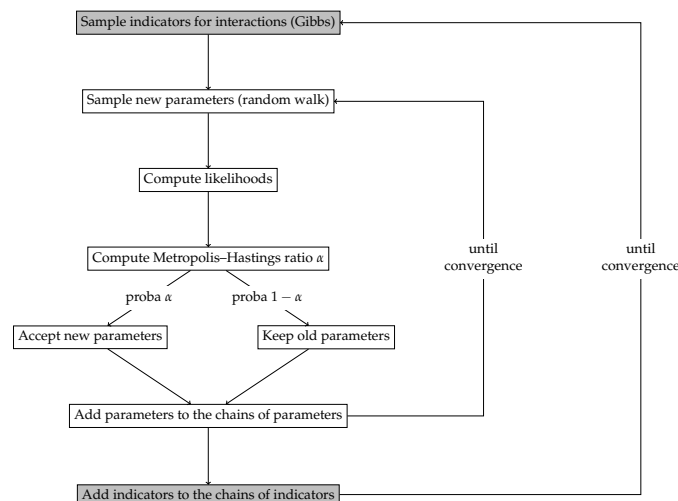 Sample indicators for interactions (Gibbs)
Sample new parameters (random walk)
Compute likelihoods
Compute Metropolis–Hastings ratio α
until
convergence
until
convergence
proba α
proba 1 − α
Accept new parameters
Keep old parameters
Add parameters to the chains of parameters
Add indicators to the chains of indicators